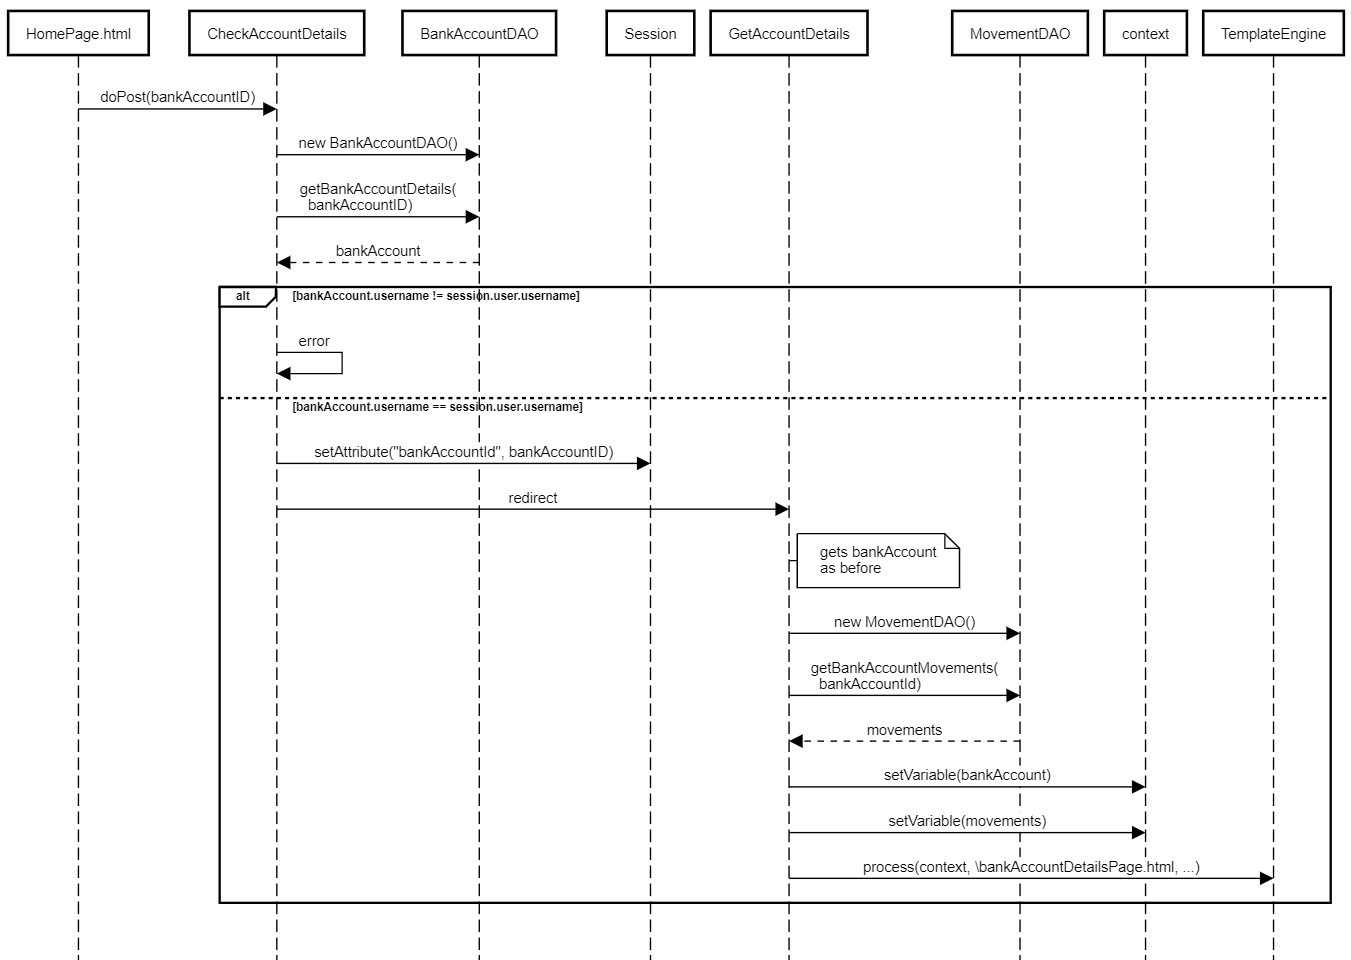 HomePage.html
CheckAccountDetails
BankAccountDAO
Session
GetAccountDetails
MovementDAO
context
TemplateEngine
doPost(bankAccountID)
new BankAccountDAO()
getBankAccountDetails(
bankAccountID)
bankAccount
alt
[bankAccount.username != session.user.username]
error
[bankAccount.username == session.user.username]
setAttribute("bankAccountId", bankAccountID)
redirect
gets bankAccount
as before
new MovementDAO()
getBankAccountMovements(
bankAccountId)
movements
setVariable(bankAccount)
setVariable(movements)
process(context, \bankAccountDetailsPage.html, ...)